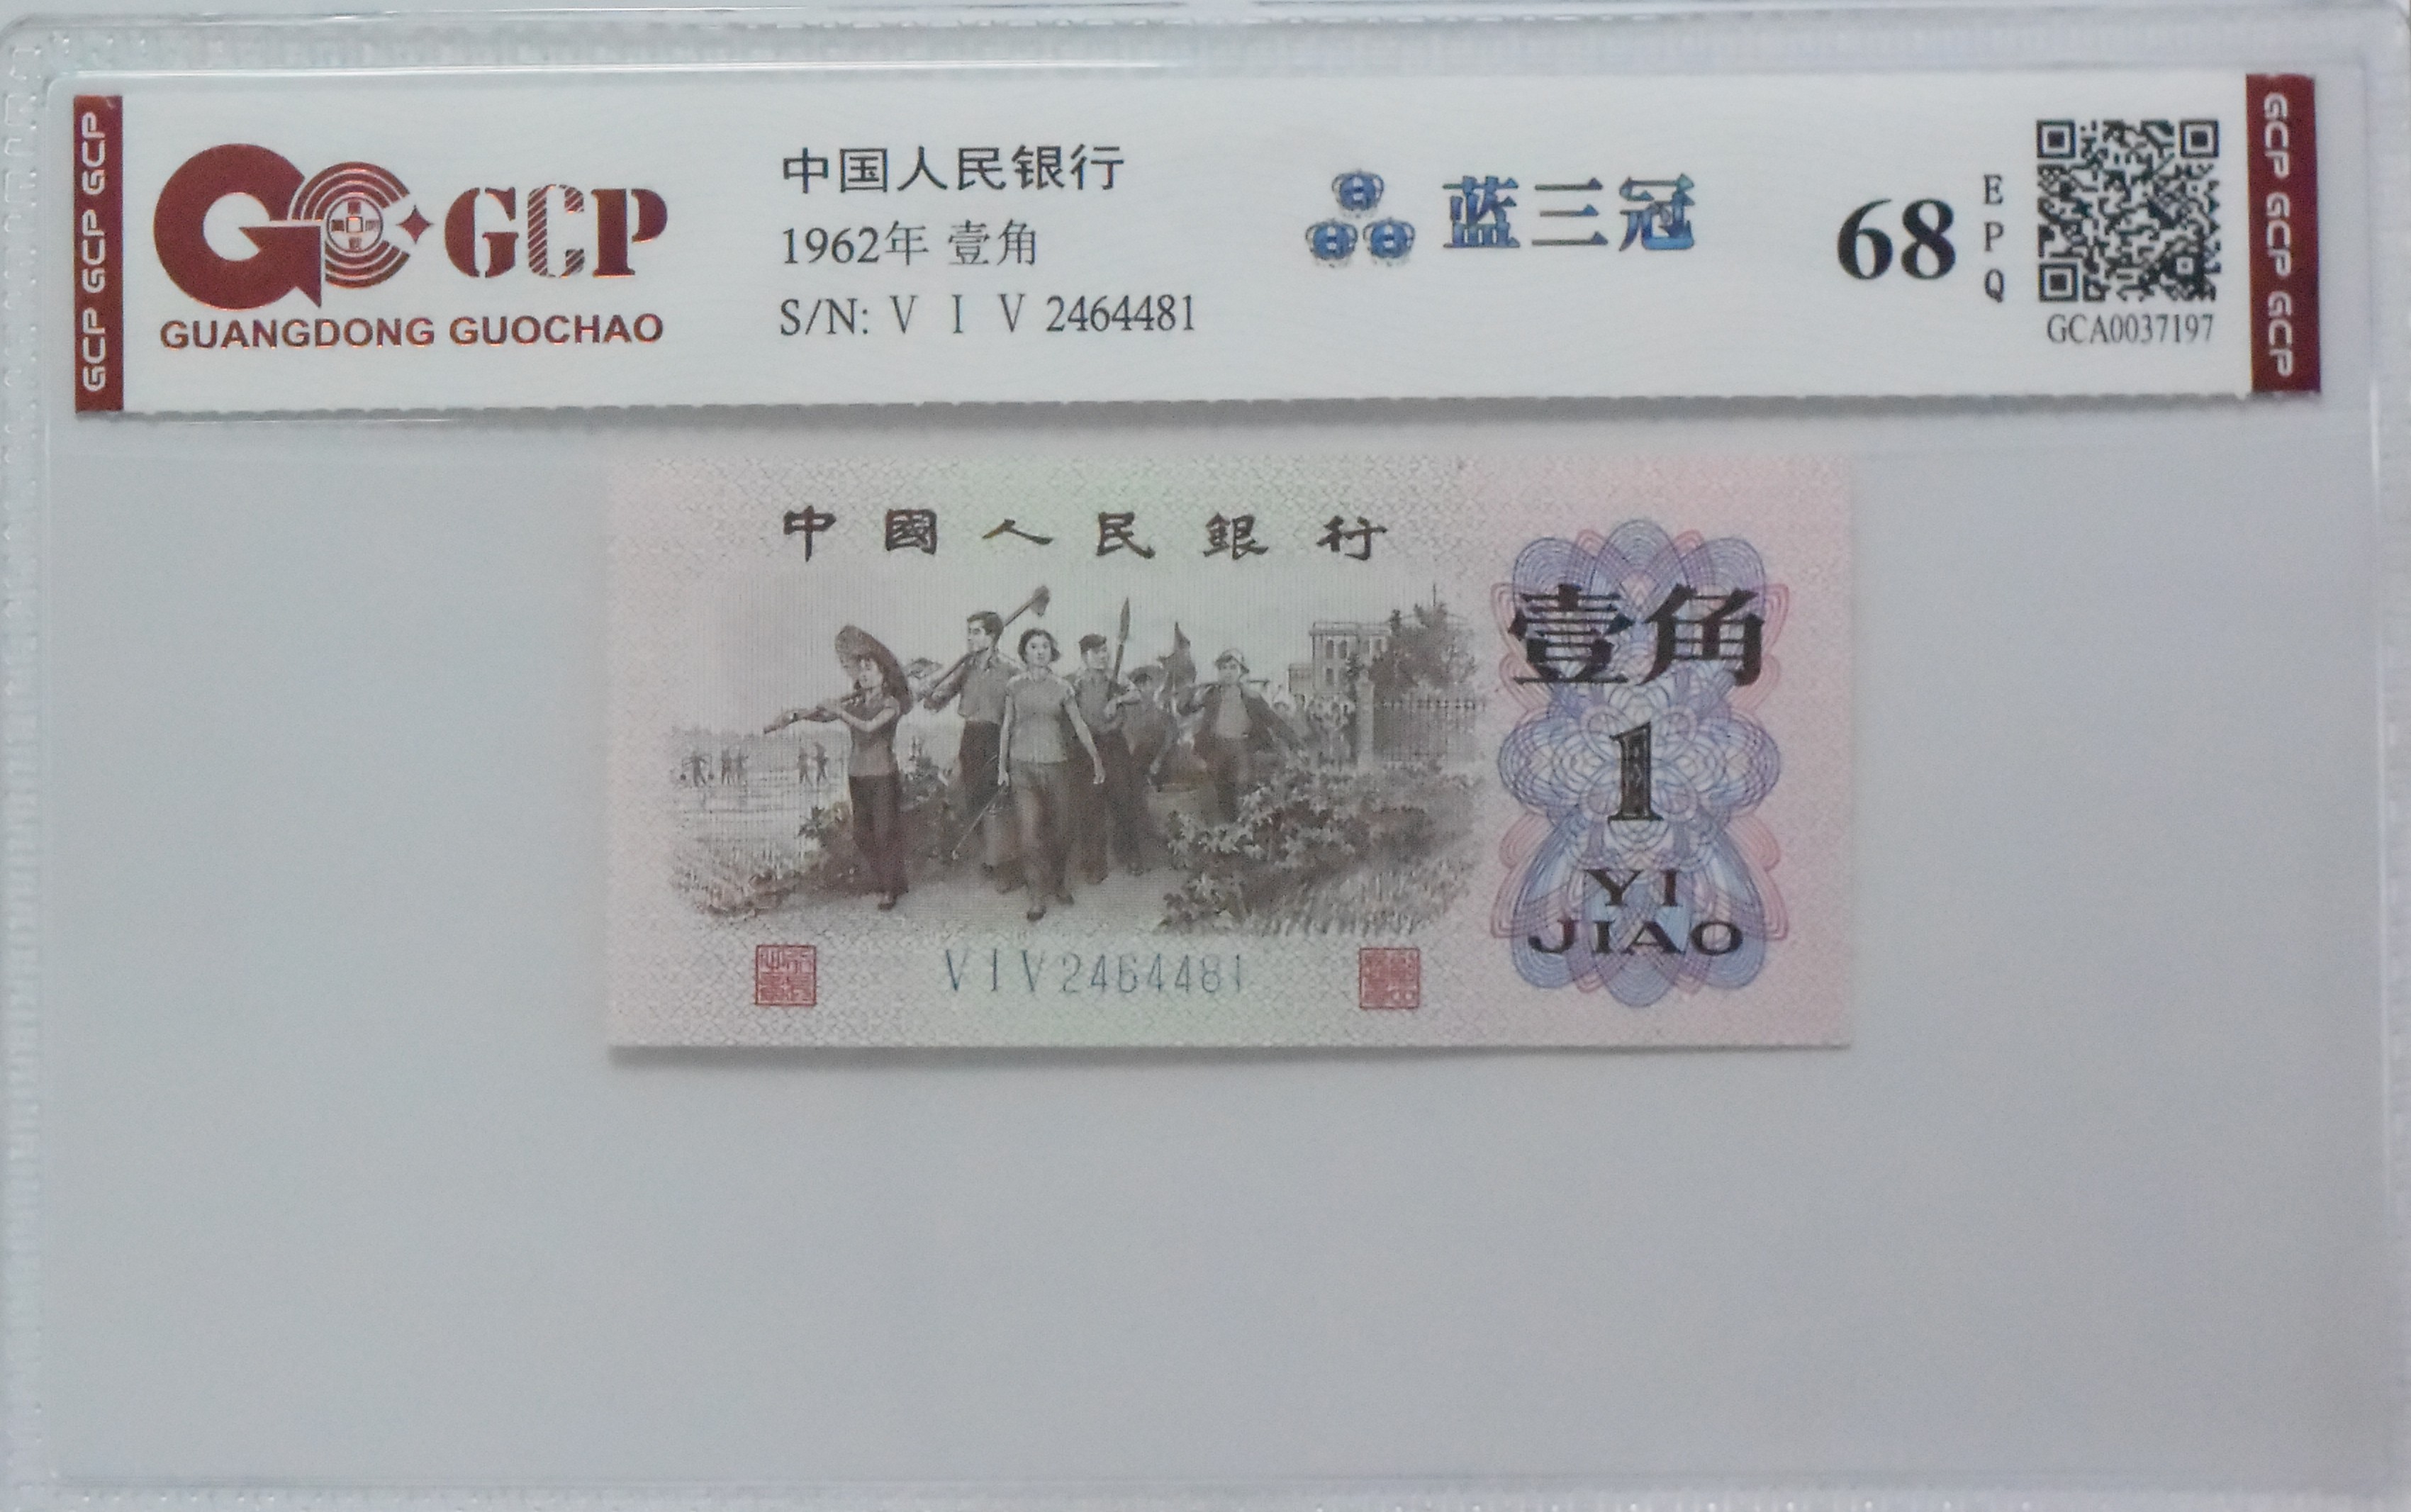 GCP GCP GCP
GCP
GUANGDONG GUOCHAO
中国人民银行
1962年 壹角
S/N: V I V 2464481
蓝三冠
68
E
P
Q
GCA0037197
GCP GCP GCP
中國人民銀行
壹角
1
YI
JIAO
V I V 2464481